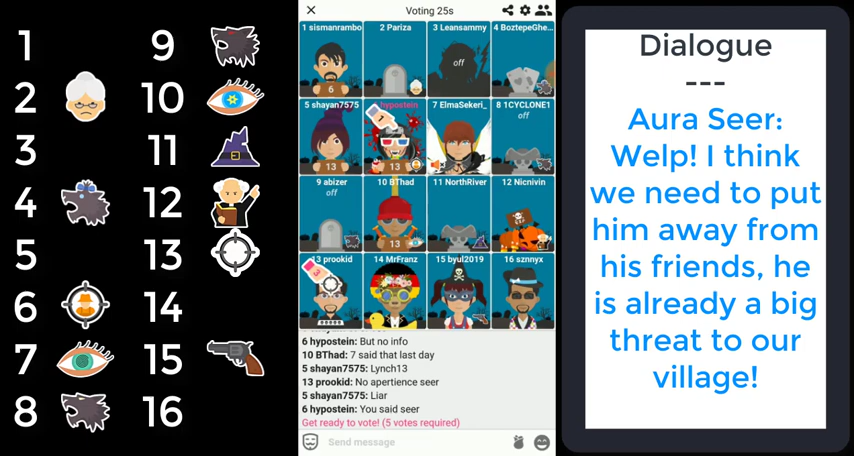 1
2
3
4
5
6
7
8
9
10
11
12
13
14
15
16
Voting 25s
1 sismanrambo
2 Pariza
3 Leansammy
4 BoztepeGhe...
6
off
5 shayan7575
hypostein
7 ElmaSekeri_
8 1CYCLONE1
off
13
13
13
9 abizer
off
10 BThad
11 NorthRiver
12 Nicnivin
13
13 prookid
14 MrFranz
15 byul2019
16 sznnyx
6 hypostein: But no info
10 BThad: 7 said that last day
5 shayan7575: Lynch13
13 prookid: No apertience seer
5 shayan7575: Liar
6 hypostein: You said seer
Get ready to vote! (5 votes required)
Send message
Dialogue
---
Aura Seer:
Welp! I think
we need to put
him away from
his friends, he
is already a big
threat to our
village!